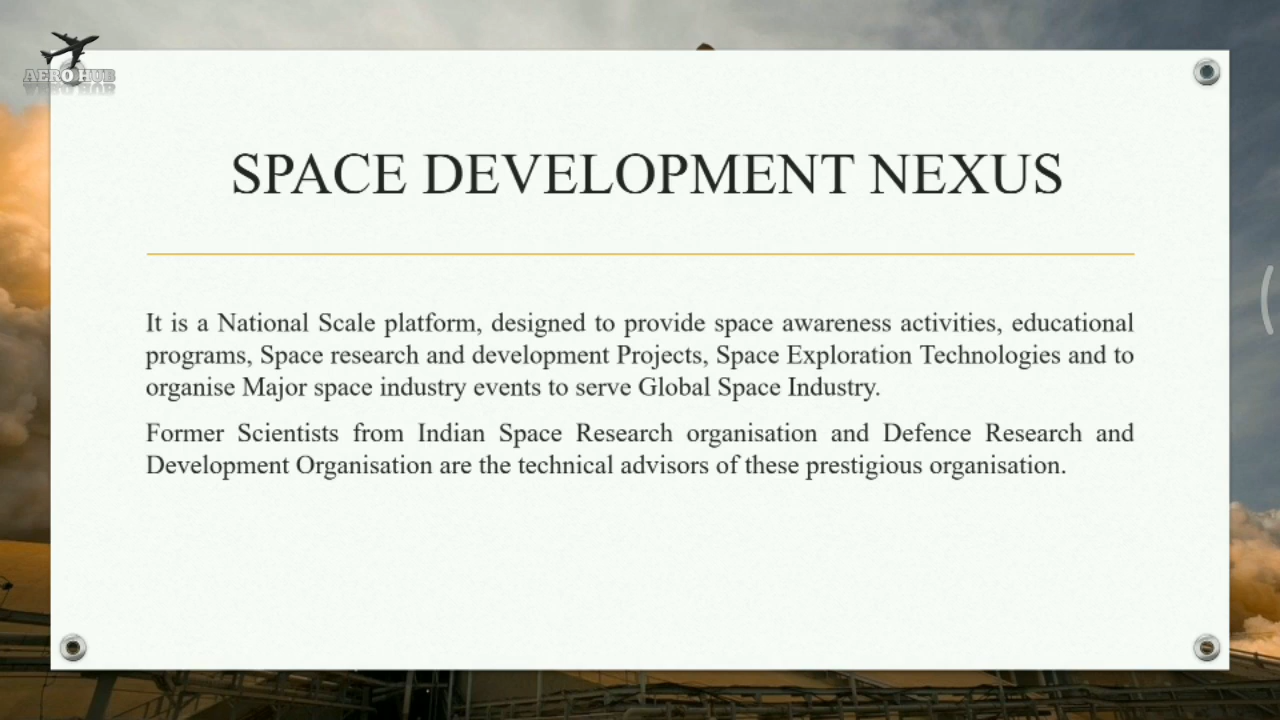 AERO HUB
SPACE DEVELOPMENT NEXUS
It is a National Scale platform, designed to provide space awareness activities, educational
programs, Space research and development Projects, Space Exploration Technologies and to
organise Major space industry events to serve Global Space Industry.
Former Scientists from Indian Space Research organisation and Defence Research and
Development Organisation are the technical advisors of these prestigious organisation.